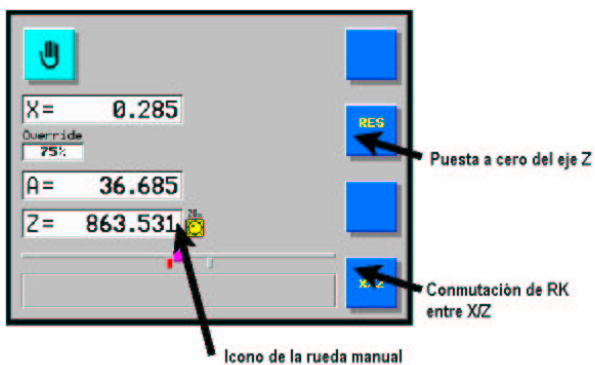 X= 0.285
RES
Override
75%
Puesta a cero del eje Z
A= 36.685
Z= 863.531
Conmutación de RK
entre X/Z
Icono de la rueda manual